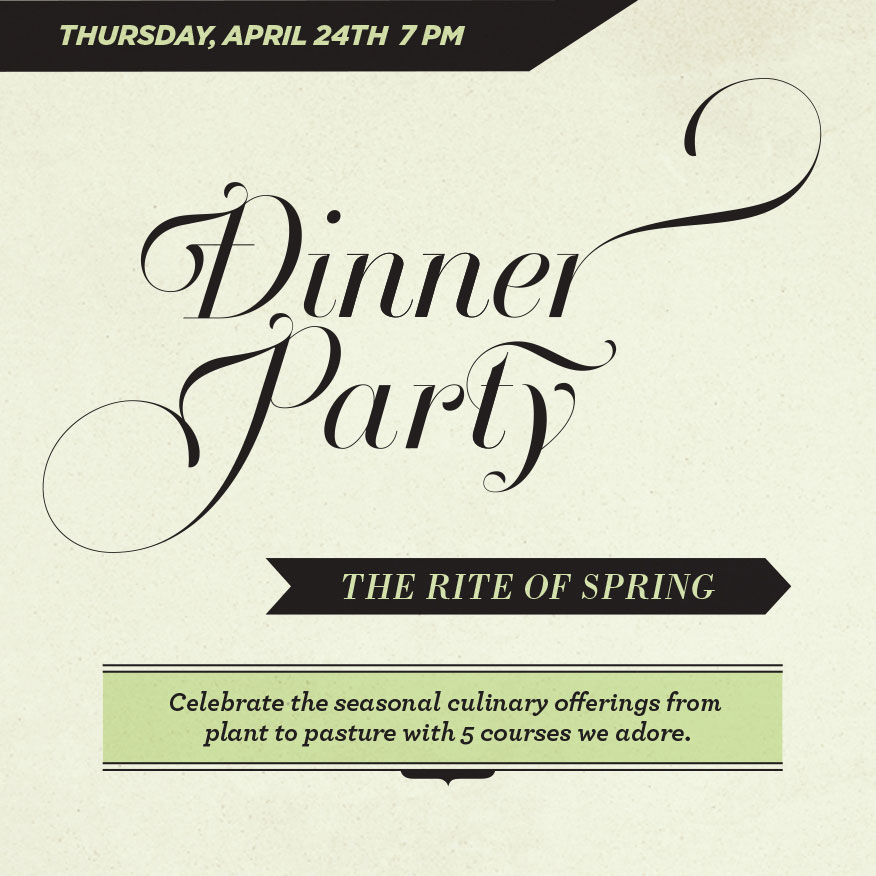 THURSDAY, APRIL 24TH 7 PM
Dinner
Party
THE RITE OF SPRING
Celebrate the seasonal culinary offerings from
plant to pasture with 5 courses we adore.